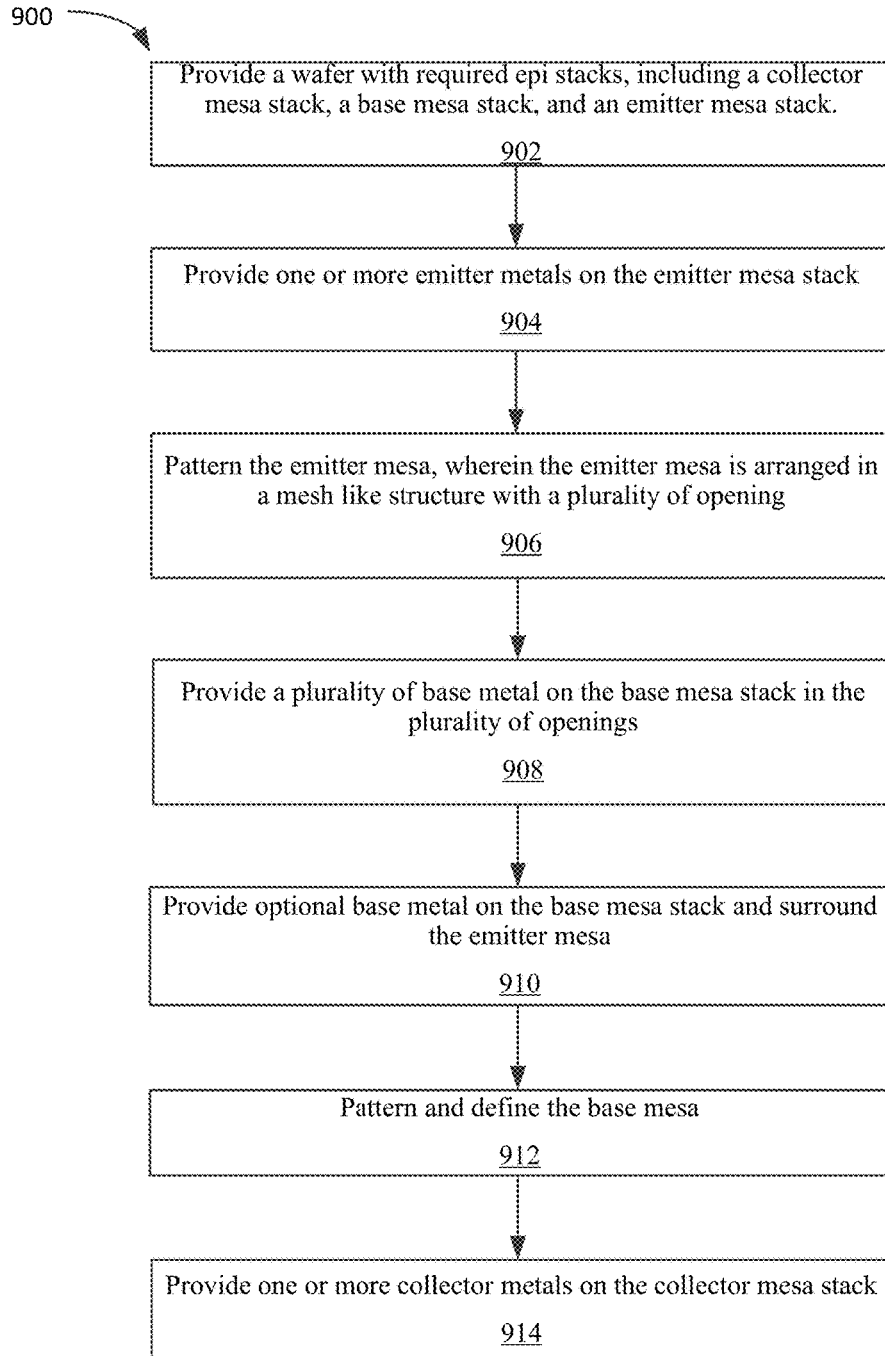 900
Provide a wafer with required epi stacks, including a collector
mesa stack, a base mesa stack, and an emitter mesa stack.
902
Provide one or more emitter metals on the emitter mesa stack
904
Pattern the emitter mesa, wherein the emitter mesa is arranged in
a mesh like structure with a plurality of opening
906
Provide a plurality of base metal on the base mesa stack in the
plurality of openings
908
Provide optional base metal on the base mesa stack and surround
the emitter mesa
910
Pattern and define the base mesa
912
Provide one or more collector metals on the collector mesa stack
914